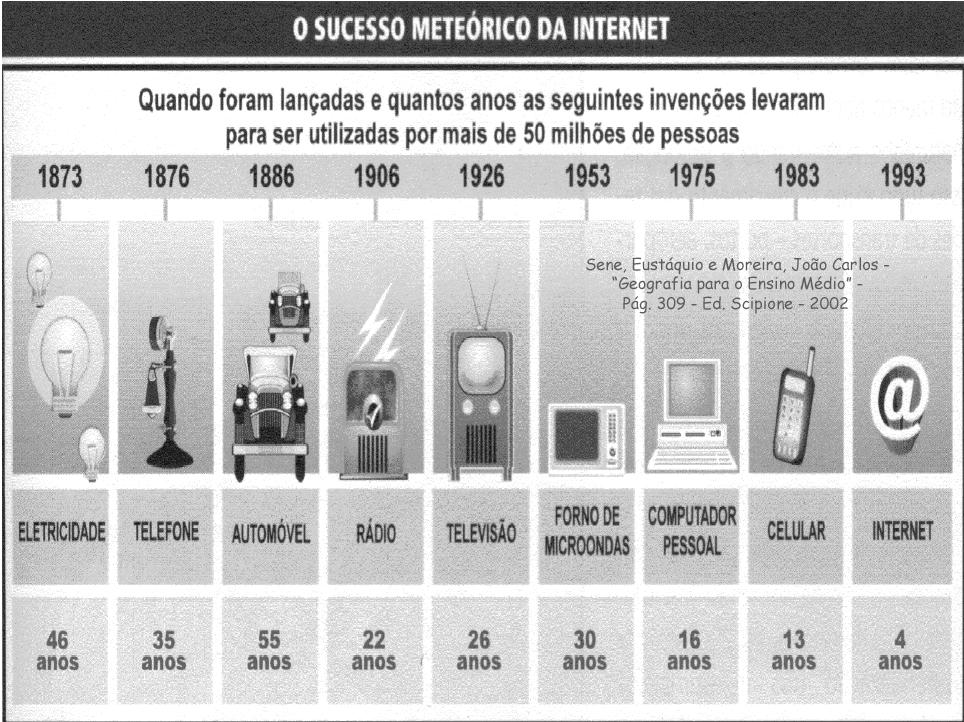 O SUCESSO METEÓRICO DA INTERNET
Quando foram lançadas e quantos anos as seguintes invenções levaram
para ser utilizadas por mais de 50 milhões de pessoas
1873 1876 1886 1906 1926 1953 1975 1983 1993
Sene, Eustáquio e Moreira, João Carlos -
“Geografia para o Ensino Médio” -
Pág. 309 - Ed. Scipione - 2002
@
ELETRICIDADE
TELEFONE
AUTOMÓVEL
RÁDIO
TELEVISÃO
FORNO DE
MICROONDAS
COMPUTADOR
PESSOAL
CELULAR
INTERNET
46
anos
35
anos
55
anos
22
anos
26
anos
30
anos
16
anos
13
anos
4
anos